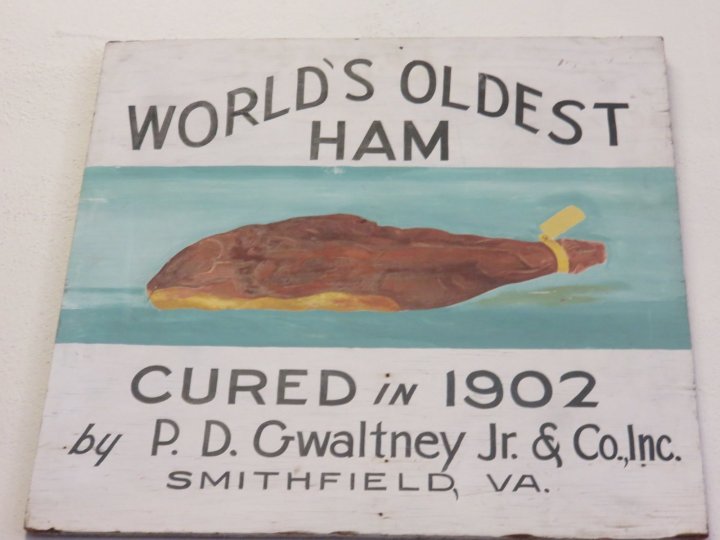 WORLD'S OLDEST
HAM
CURED in 1902
by P. D. Gwaltney Jr. & Co., Inc.
SMITHFIELD, VA.